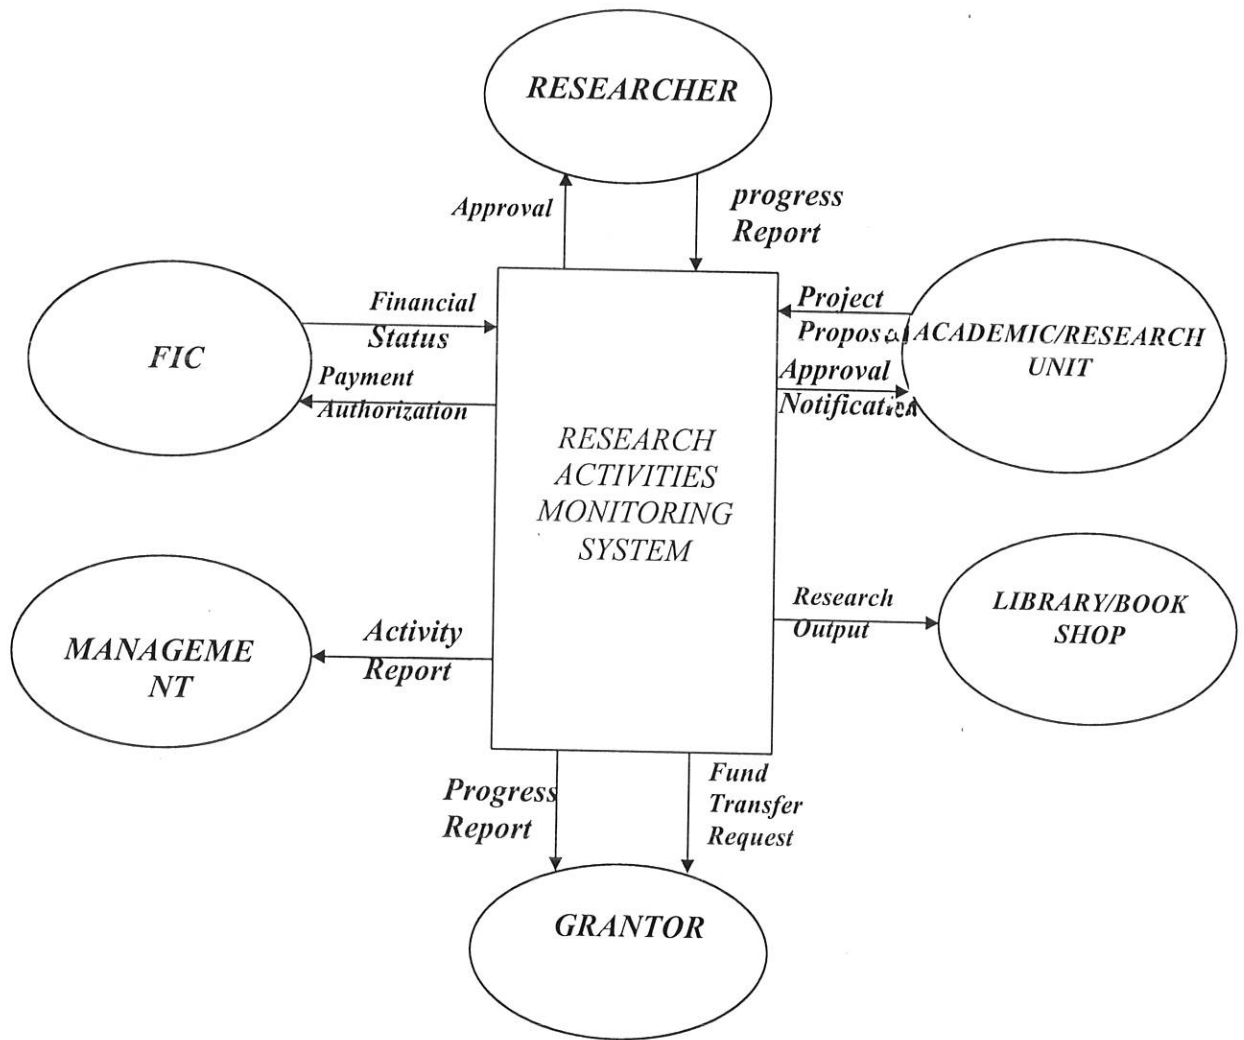 RESEARCHER
Approval
progress
Report
Financial
Status
FIC
Payment
Authorization
Project
Proposal
ACADEMIC/RESEARCH
UNIT
Approval
Notification
RESEARCH
ACTIVITIES
MONITORING
SYSTEM
MANAGEME
NT
Activity
Report
Research
Output
LIBRARY/BOOK
SHOP
Progress
Report
Fund
Transfer
Request
GRANTOR